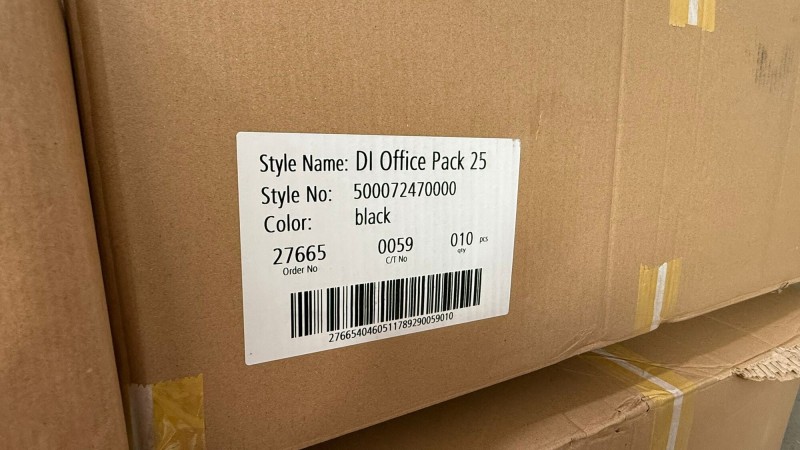 Style Name: DI Office Pack 25
Style No: 500072470000
Color: black
27665 0059 010 pcs
Order No C/T No qty
2766540460511789290059010